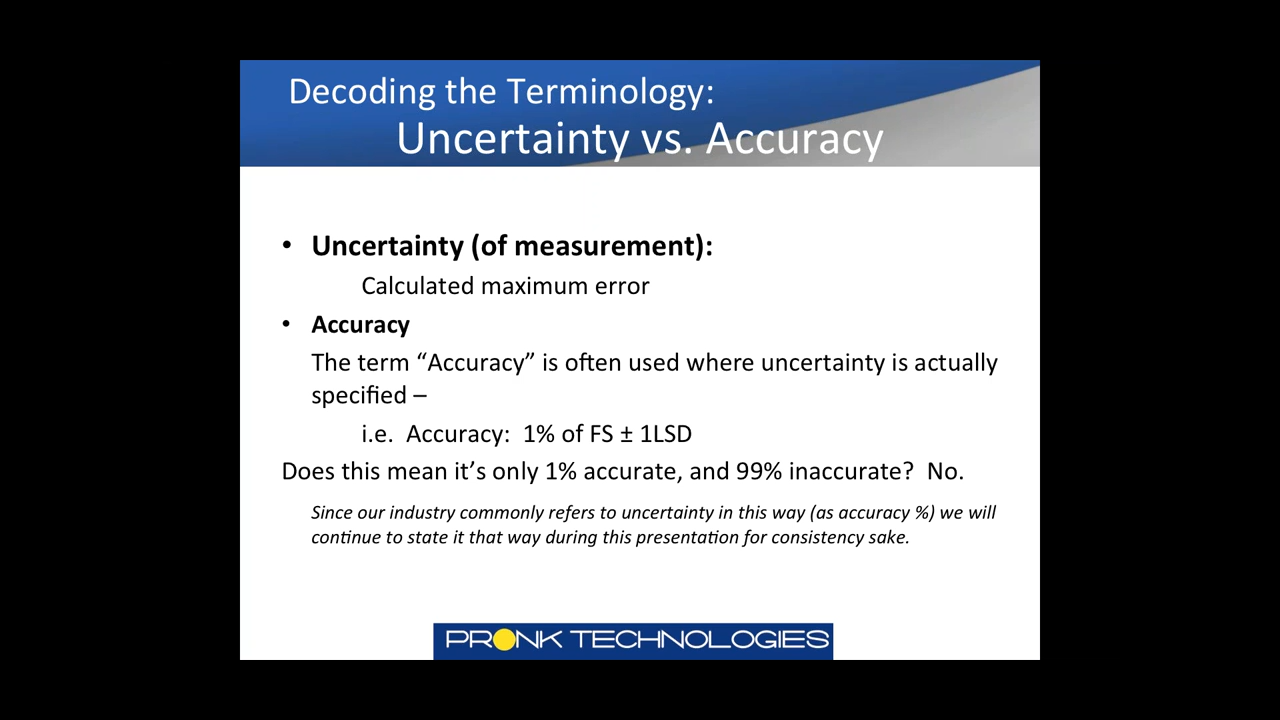 Decoding the Terminology:
Uncertainty vs. Accuracy
• Uncertainty (of measurement):
Calculated maximum error
• Accuracy
The term “Accuracy” is often used where uncertainty is actually
specified –
i.e. Accuracy: 1% of FS ± 1LSD
Does this mean it’s only 1% accurate, and 99% inaccurate? No.
Since our industry commonly refers to uncertainty in this way (as accuracy %) we will
continue to state it that way during this presentation for consistency sake.
PRONK TECHNOLOGIES